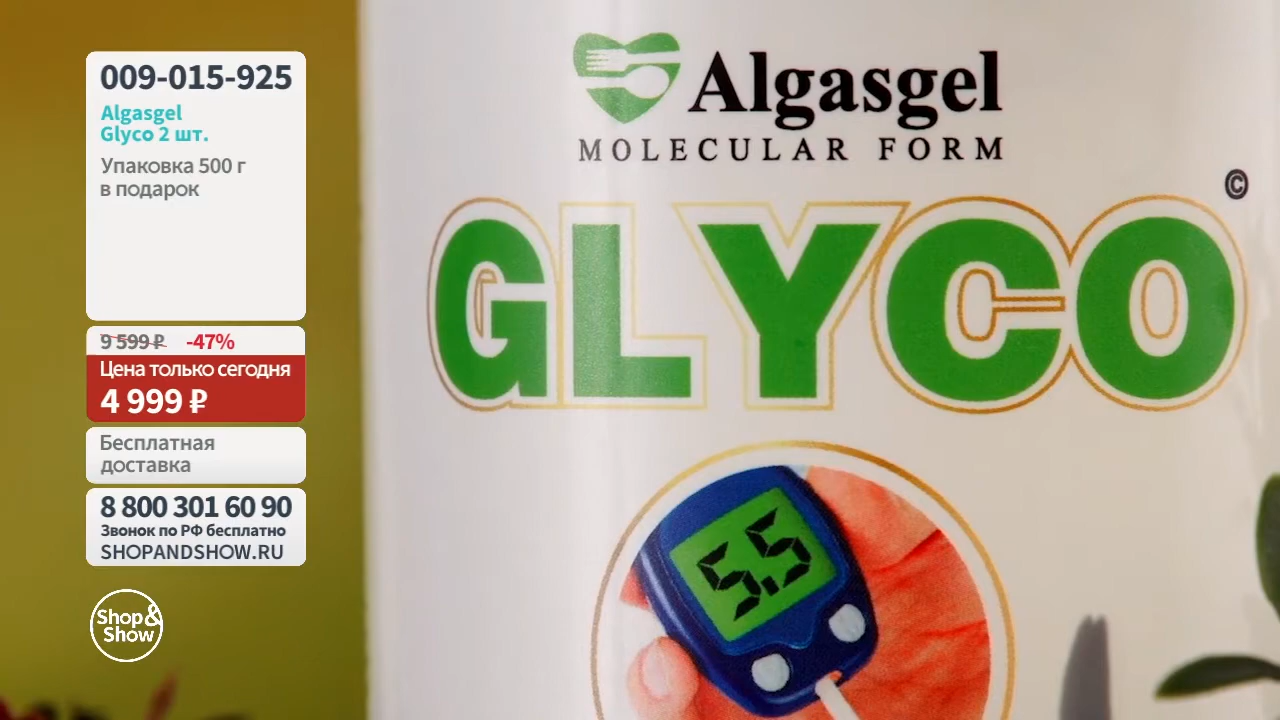 009-015-925
Algasgel
Glyco 2 шт.
Упаковка 500 г
в подарок
9 599 ₽ -47%
Цена только сегодня
4 999 ₽
Бесплатная
доставка
8 800 301 60 90
Звонок по РФ бесплатно
SHOPANDSHOW.RU
Shop&
Show
Algasgel
MOLECULAR FORM
GLYCO©
5.5